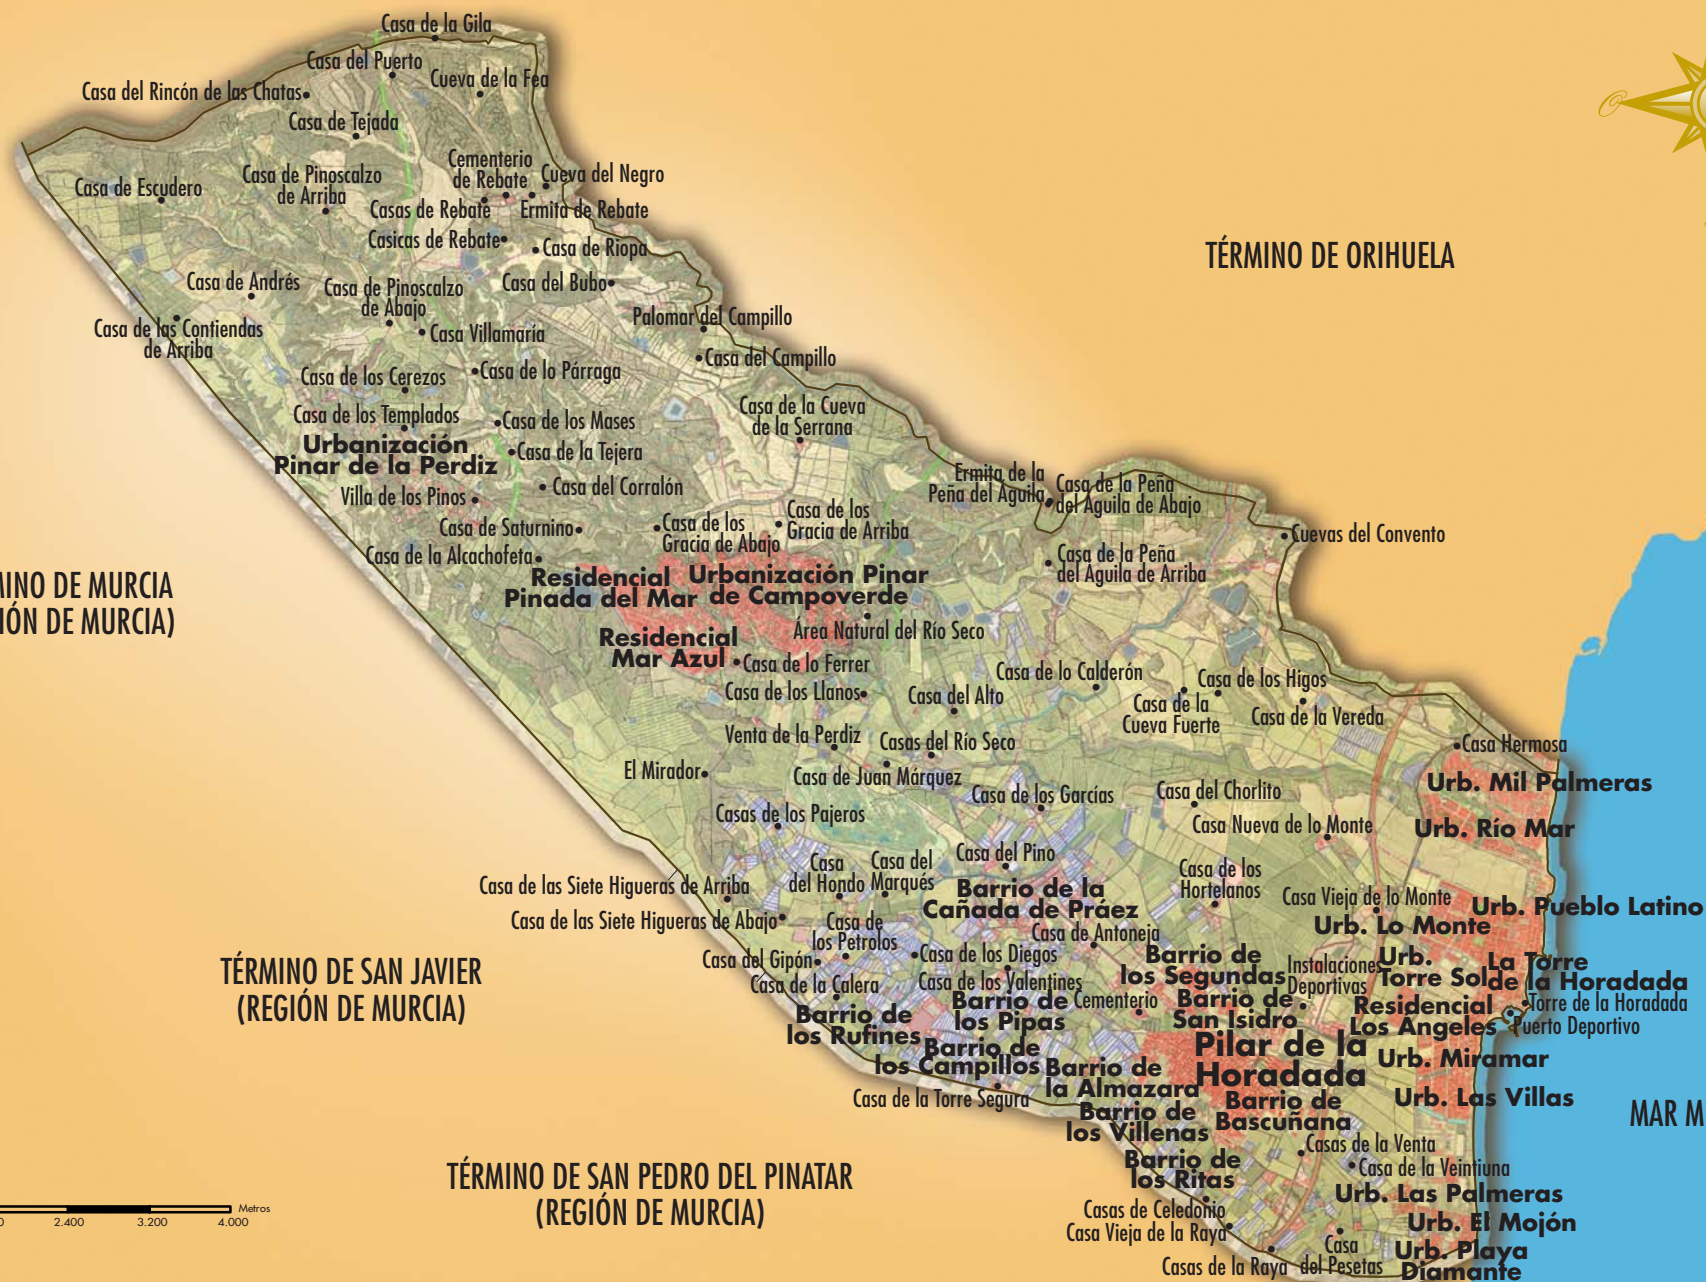 Casa de la Gila
Casa del Puerto
Cueva de la Fea
Casa del Rincón de las Chatas
Casa de Tejada
Cementerio
de Rebate
Cueva del Negro
Casa de Escudero
Casa de Pinoscalzo
de Arriba
Casas de Rebate
Ermita de Rebate
Casicas de Rebate
Casa de Riopa
TÉRMINO DE ORIHUELA
Casa de Andrés
Casa de Pinoscalzo
de Abajo
Casa del Bubo
Casa de las Contiendas
de Arriba
Casa Villamaría
Palomar del Campillo
Casa del Campillo
Casa de los Cerezos
Casa de lo Párraga
Casa de los Templados
Casa de los Mases
Casa de la Cueva
de la Serrana
Urbanización
Pinar de la Perdiz
Casa de la Tejera
Villa de los Pinos
Casa del Corralón
Ermita de la
Peña del Águila
Casa de la Peña
del Aguila de Abajo
Casa de Saturnino
Casa de los
Gracia de Abajo
Casa de los
Gracia de Arriba
Cuevas del Convento
Casa de la Alcachofeta
Casa de la Peña
del Aguila de Arriba
MINO DE MURCIA
IÓN DE MURCIA)
Residencial
Pinada del Mar
Urbanización Pinar
de Campoverde
Residencial
Mar Azul
Área Natural del Río Seco
Casa de lo Ferrer
Casa de los Llanos
Casa del Alto
Casa de lo Calderón
Casa de la
Cueva Fuerte
Casa de los Higos
Casa de la Vereda
Venta de la Perdiz
Casas del Río Seco
Casa Hermosa
El Mirador
Casa de Juan Márquez
Urb. Mil Palmeras
Casas de los Pajeros
Casa de los Garcías
Casa del Chorlito
Casa Nueva de lo Monte
Urb. Río Mar
Casa
del Hondo
Casa del
Marqués
Casa del Pino
Casa de los
Hortelanos
Casa de las Siete Higueras de Arriba
Barrio de la
Cañada de Práez
Casa Vieja de lo Monte
Urb. Pueblo Latino
Casa de las Siete Higueras de Abajo
Casa de
los Petrolos
Casa de Antoneja
Urb. Lo Monte
Casa del Gipón
Casa de los Diegos
Barrio de
los Segundas
Instalaciones
Deportivas
Urb.
Torre Sol
La Torre
de la Horadada
TÉRMINO DE SAN JAVIER
(REGIÓN DE MURCIA)
Casa de la Calera
Casa de los Valentines
Barrio de
los Rufines
Barrio de
los Pipas
Cementerio
Barrio de
San Isidro
Residencial
Los Ángeles
Torre de la Horadada
Puerto Deportivo
Barrio de
los Campillos
Pilar de la
Horadada
Urb. Miramar
Barrio de
la Almazara
Casa de la Torre Segura
Urb. Las Villas
Barrio de
los Villenas
Barrio de
Bascuñana
MAR M
Casas de la Venta
Casa de la Veintiuna
Barrio de
los Ritas
TÉRMINO DE SAN PEDRO DEL PINATAR
(REGIÓN DE MURCIA)
Urb. Las Palmeras
Casas de Celedonio
Casa Vieja de la Raya
Urb. El Mojón
Casas de la Raya
Casa
del Pesetas
Urb. Playa
Diamante
Metros
0 2.400 3.200 4.000
O